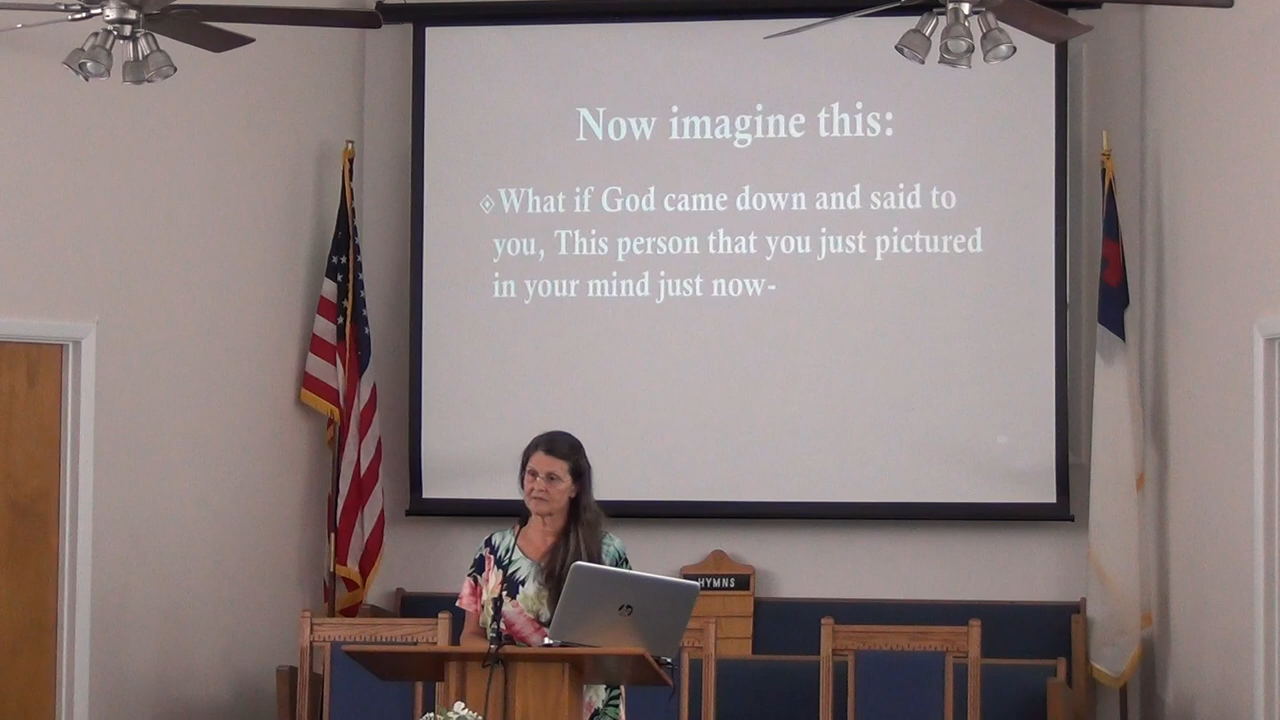 Now imagine this:
What if God came down and said to
you, This person that you just pictured
in your mind just now-
HYMNS
hp